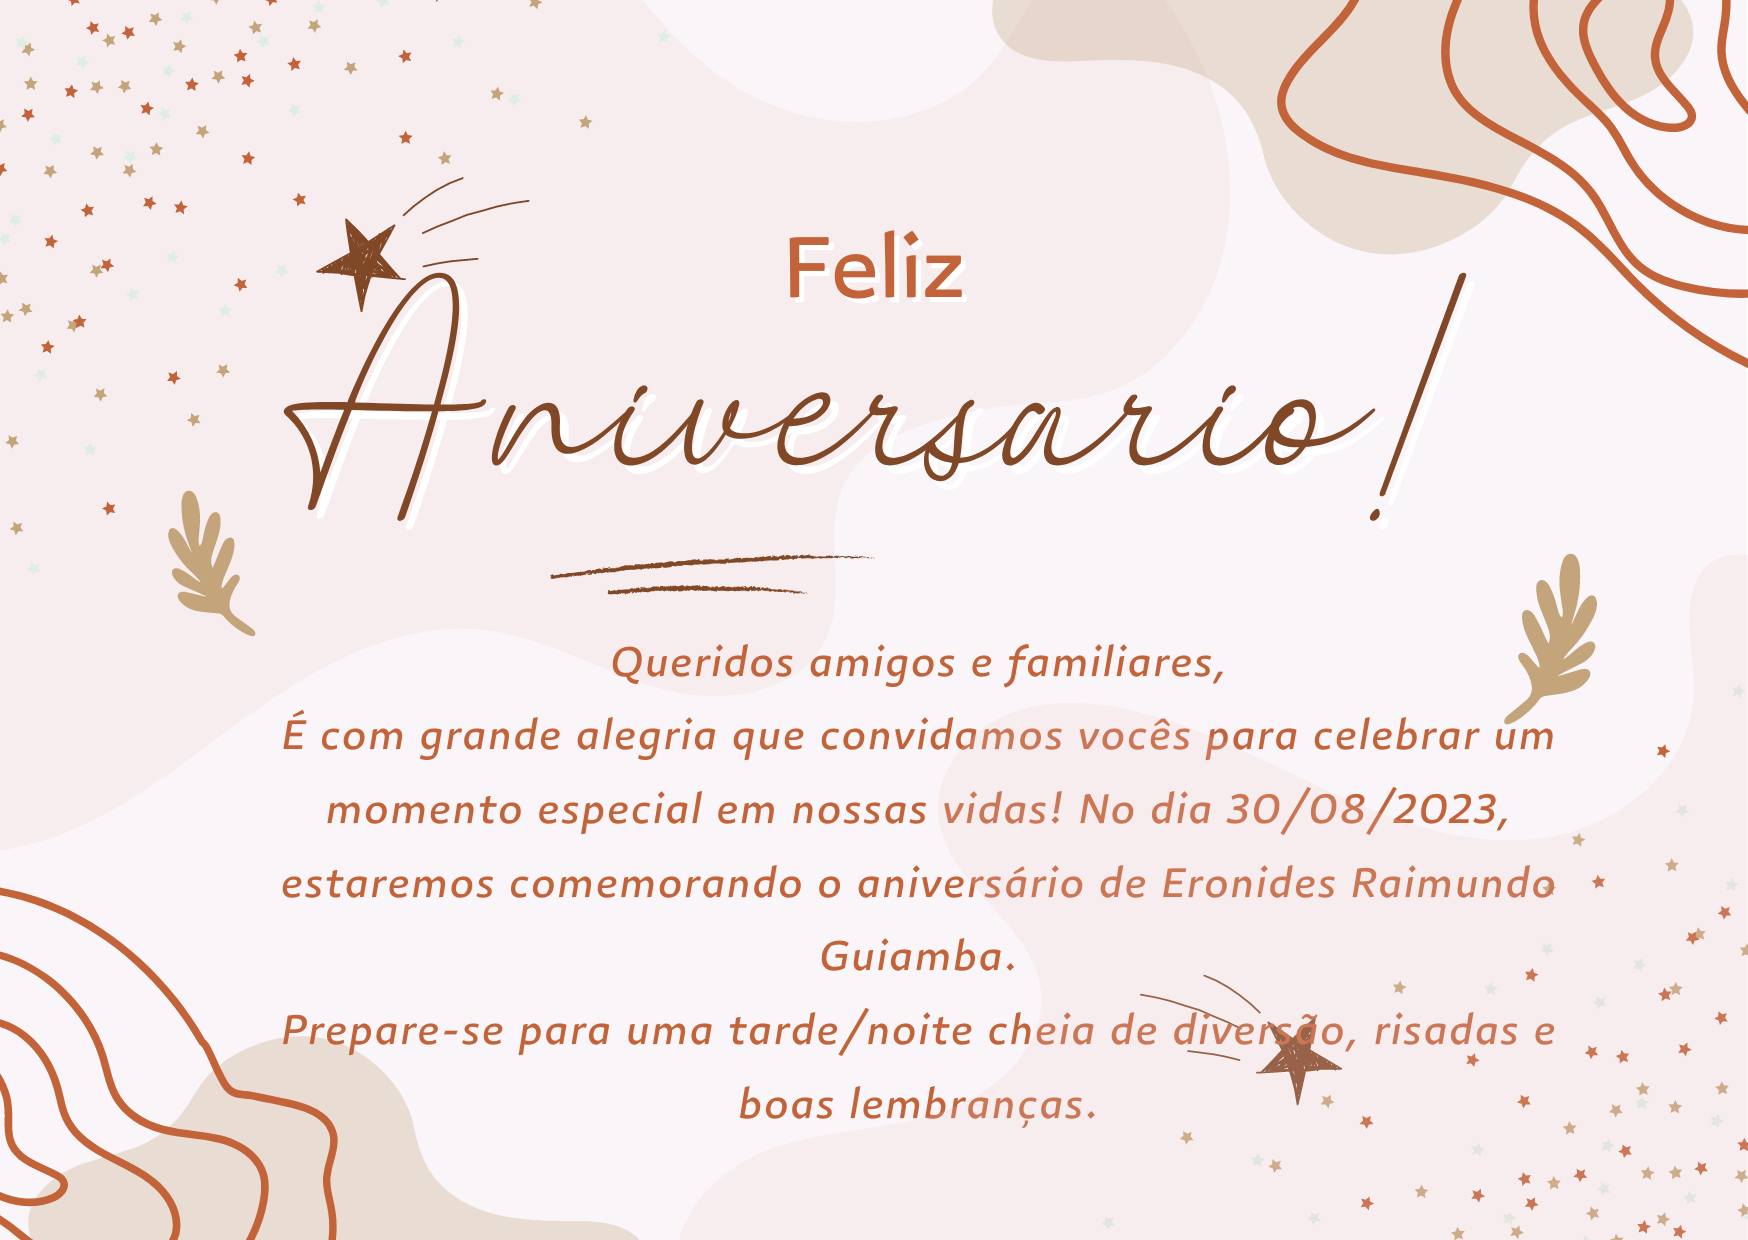 Feliz
Aniversario!
Queridos amigos e familiares,
É com grande alegria que convidamos vocês para celebrar um
momento especial em nossas vidas! No dia 30/08/2023,
estaremos comemorando o aniversário de Eronides Raimundo
Guiamba.
Prepare-se para uma tarde/noite cheia de diversão, risadas e
boas lembranças.